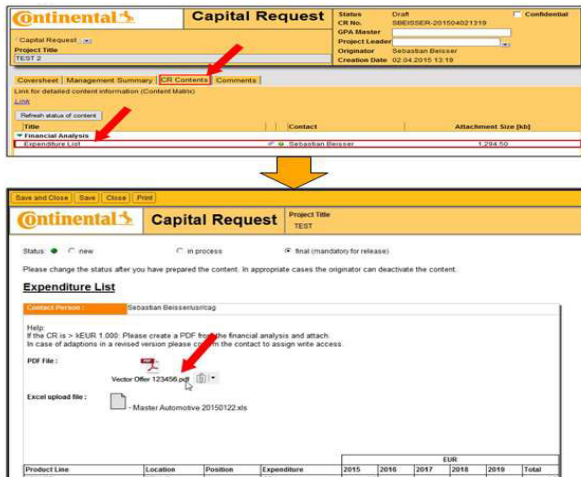 Continental
Capital Request
Status Draft Confidential
CR No. SBEISSER-201504021319
GPA Master
Project Leader
Originator Sebastian Beisser
Creation Date 02.04.2015 13:19
Capital Request
Project Title
TEST 2
Coversheet | Management Summary | CR Contents | Comments
Link for detailed content information (Content Matrix)
Link
Refresh status of content
Title Contact Attachment Size [kb]
Financial Analysis
Expenditure List Sebastian Beisser 1,294.50
Save and Close Save Close Print
Continental
Capital Request
Project Title
TEST
Status: new in process final (mandatory for release)
Please change the status after you have prepared the content. In appropriate cases the originator can deactivate the content.
Expenditure List
Contact Person : Sebastian Beisser/usr/cag
Help:
If the CR is > kEUR 1.000: Please create a PDF from the financial analysis and attach.
In case of adaptions in a revised version please the contact to assign write access.
PDF File :
Vector Offer 123456.pdf
Excel upload file :
- Master Automotive 20150122.xls
EUR
Product Line Location Position Expenditure 2015 2016 2017 2018 2019 Total